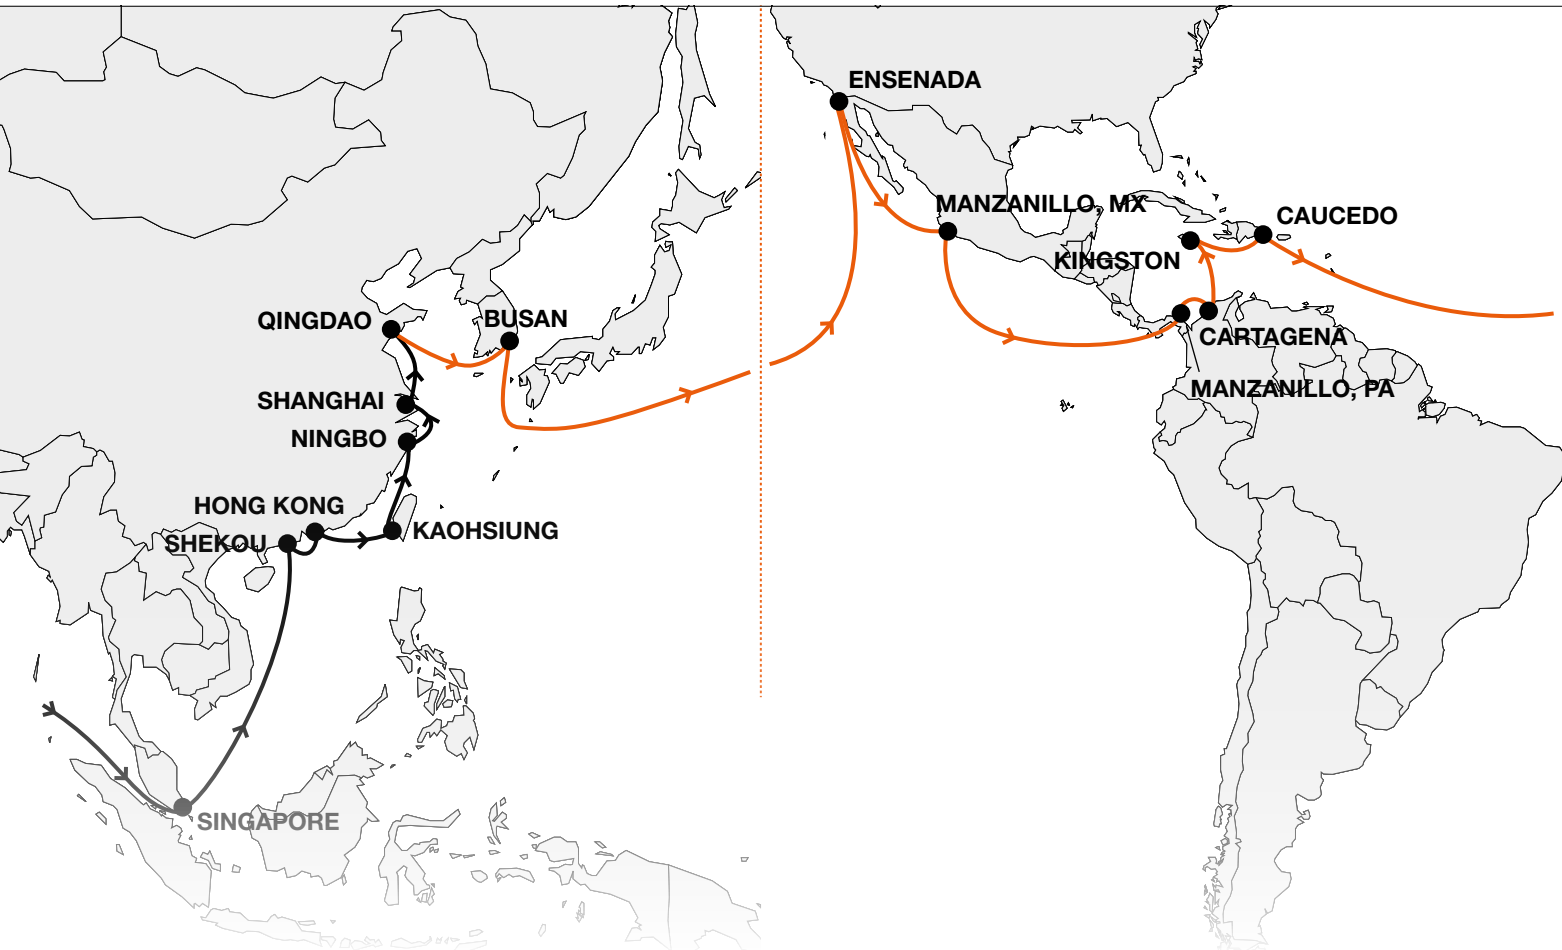 ENSENADA
MANZANILLO, MX
CAUCEDO
KINGSTON
QINGDAO
BUSAN
CARTAGENA
MANZANILLO, PA
SHANGHAI
NINGBO
HONG KONG
KAOHSIUNG
SHEKOU
SINGAPORE